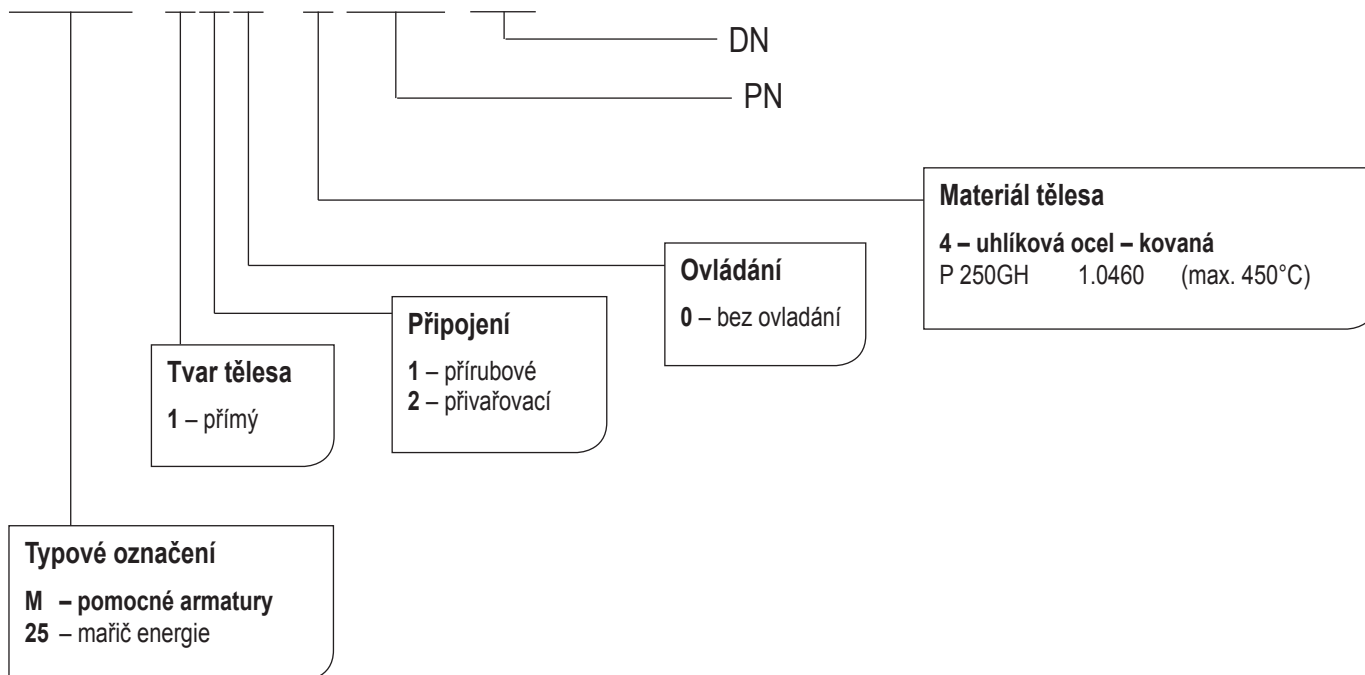 DN
PN
Materiál tělesa
4 – uhlíková ocel – kovaná
P 250GH 1.0460 (max. 450°C)
Ovládání
0 – bez ovladání
Připojení
1 – přírubové
2 – přivařovací
Tvar tělesa
1 – přímý
Typové označení
M – pomocné armatury
25 – mařič energie